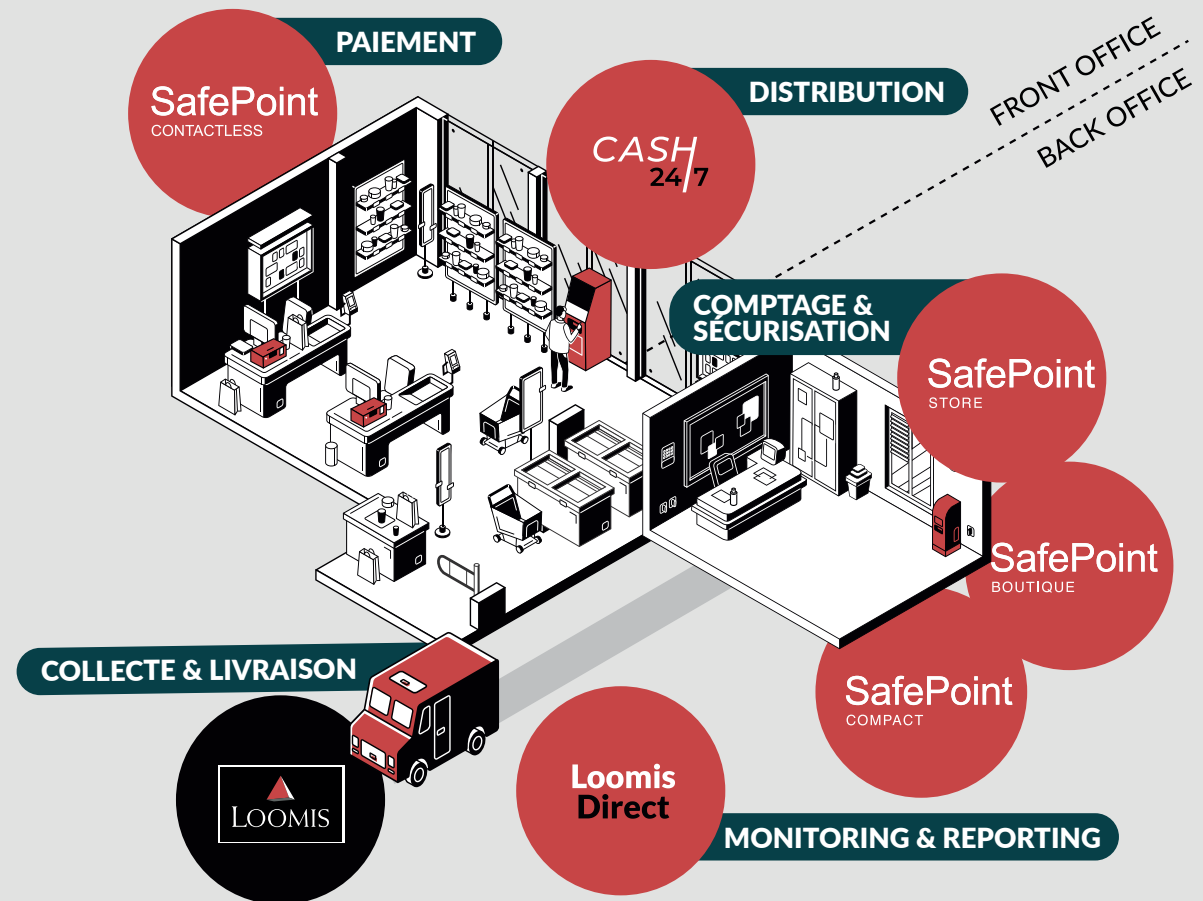 PAIEMENT
SafePoint
CONTACTLESS
DISTRIBUTION
CASH
24/7
FRONT OFFICE
BACK OFFICE
COMPTAGE &
SÉCURISATION
SafePoint
STORE
SafePoint
BOUTIQUE
SafePoint
COMPACT
COLLECTE & LIVRAISON
LOOMIS
Loomis
Direct
MONITORING & REPORTING